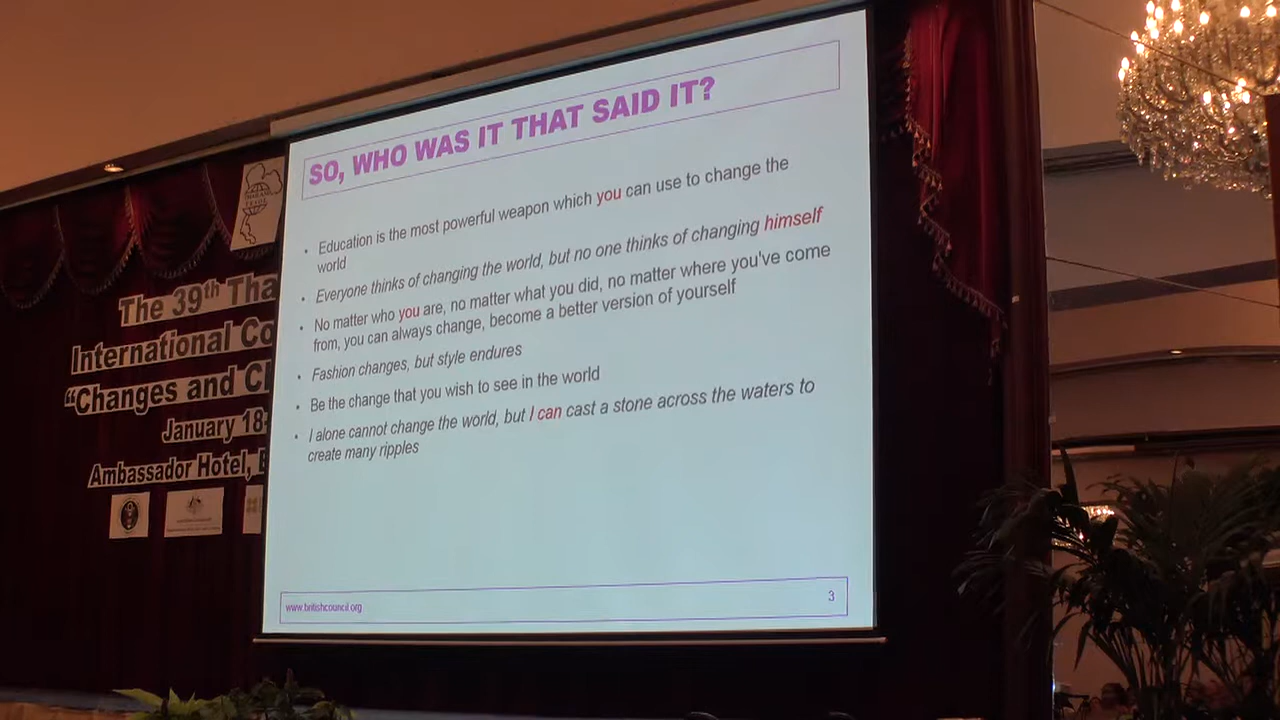 SO, WHO WAS IT THAT SAID IT?
• Education is the most powerful weapon which you can use to change the
world
• Everyone thinks of changing the world, but no one thinks of changing himself
• No matter who you are, no matter what you did, no matter where you've come
from, you can always change, become a better version of yourself
• Fashion changes, but style endures
• Be the change that you wish to see in the world
• I alone cannot change the world, but I can cast a stone across the waters to
create many ripples
www.britishcouncil.org
3
THAILAND
TESOL
The 39th Tha
International Co
“Changes and Cl
January 18-
Ambassador Hotel,